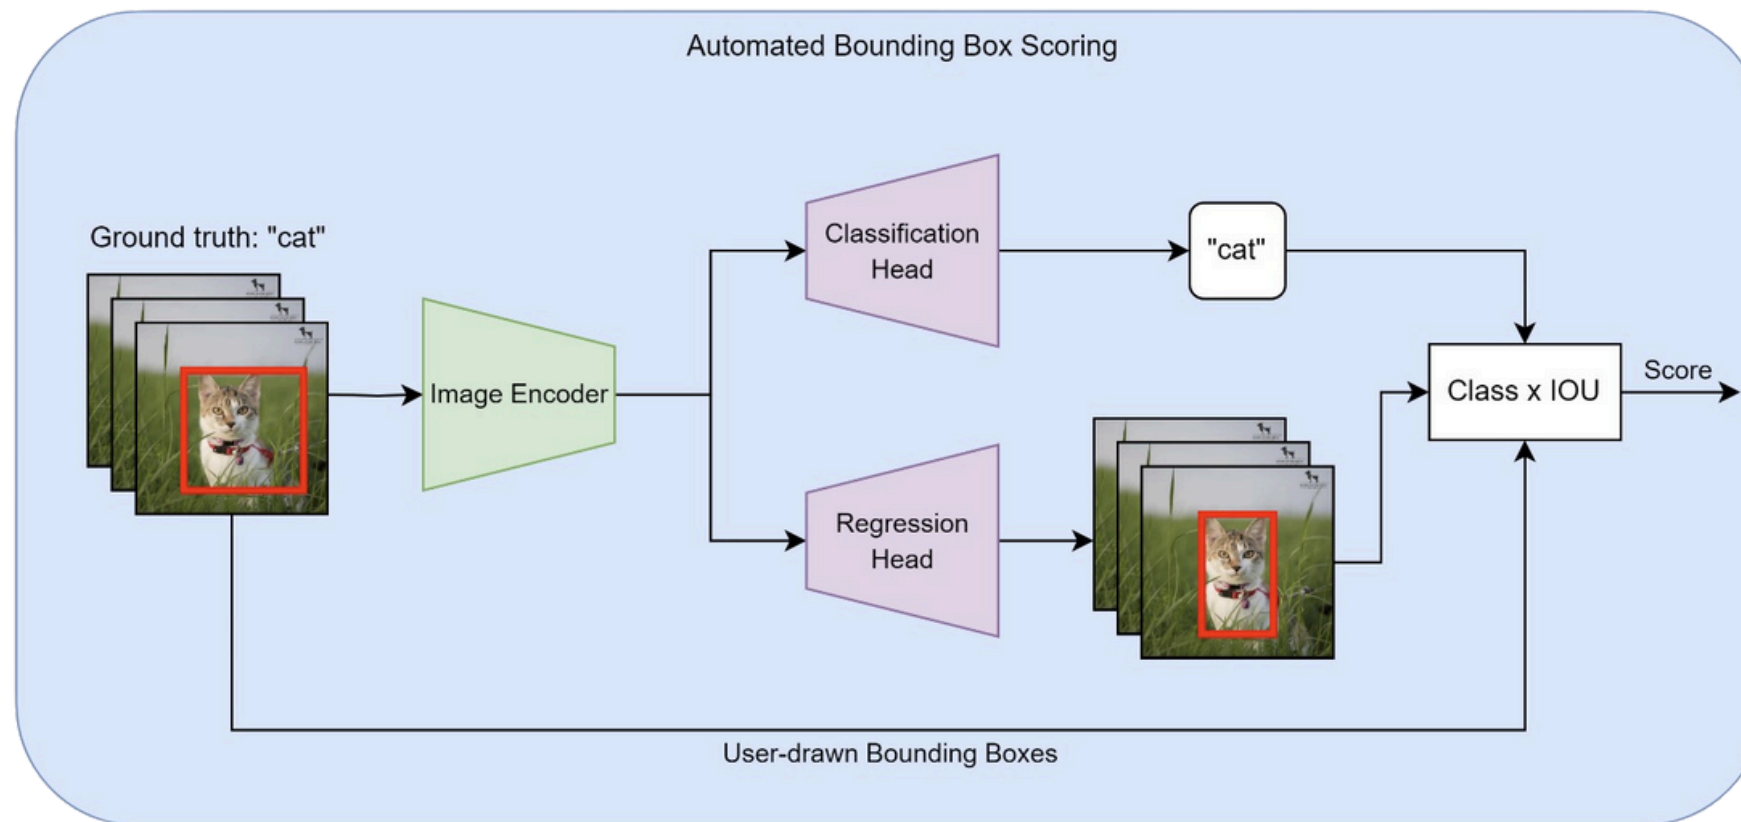 Automated Bounding Box Scoring
Ground truth: "cat"
Image Encoder
Classification
Head
"cat"
Regression
Head
Class x IOU
Score
User-drawn Bounding Boxes